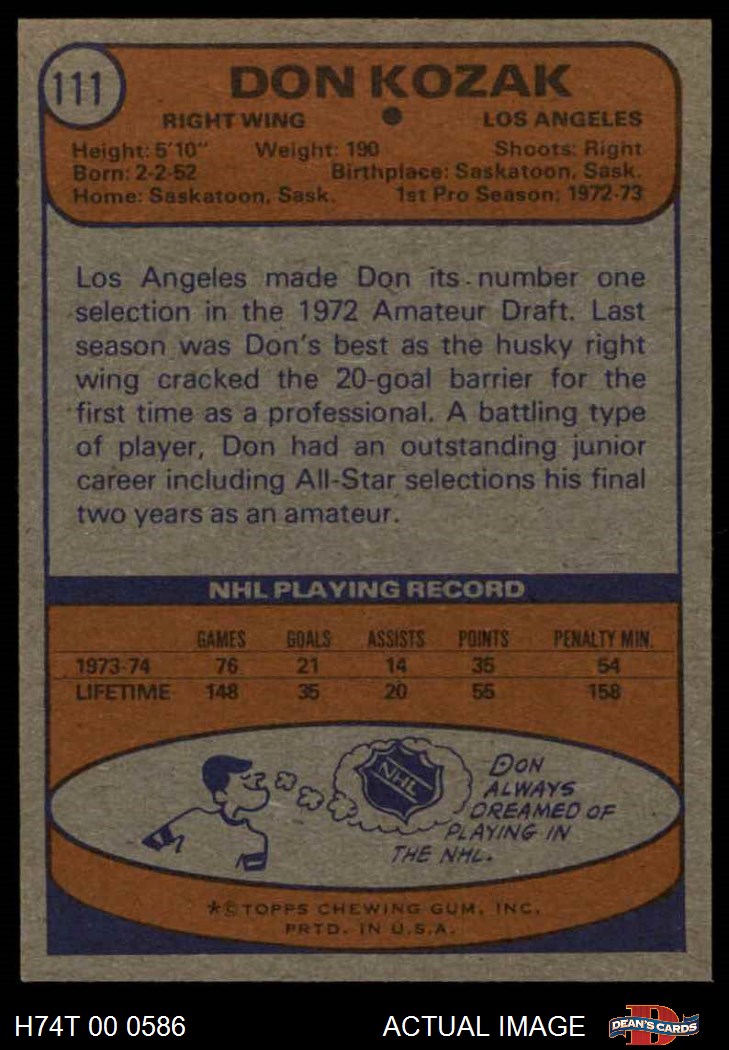 111
DON KOZAK
RIGHT WING ● LOS ANGELES
Height: 5'10" Weight: 190 Shoots: Right
Born: 2-2-52 Birthplace: Saskatoon, Sask.
Home: Saskatoon, Sask. 1st Pro Season: 1972-73
Los Angeles made Don its number one
selection in the 1972 Amateur Draft. Last
season was Don's best as the husky right
wing cracked the 20-goal barrier for the
first time as a professional. A battling type
of player, Don had an outstanding junior
career including All-Star selections his final
two years as an amateur.
NHL PLAYING RECORD
GAMES GOALS ASSISTS POINTS PENALTY MIN.
1973-74 76 21 14 35 54
LIFETIME 148 35 20 55 158
NHL
DON
ALWAYS
DREAMED OF
PLAYING IN
THE NHL.
*©TOPPS CHEWING GUM, INC.
PRTD. IN U.S.A.
H74T 00 0586 ACTUAL IMAGE
D
DEAN'S CARDS